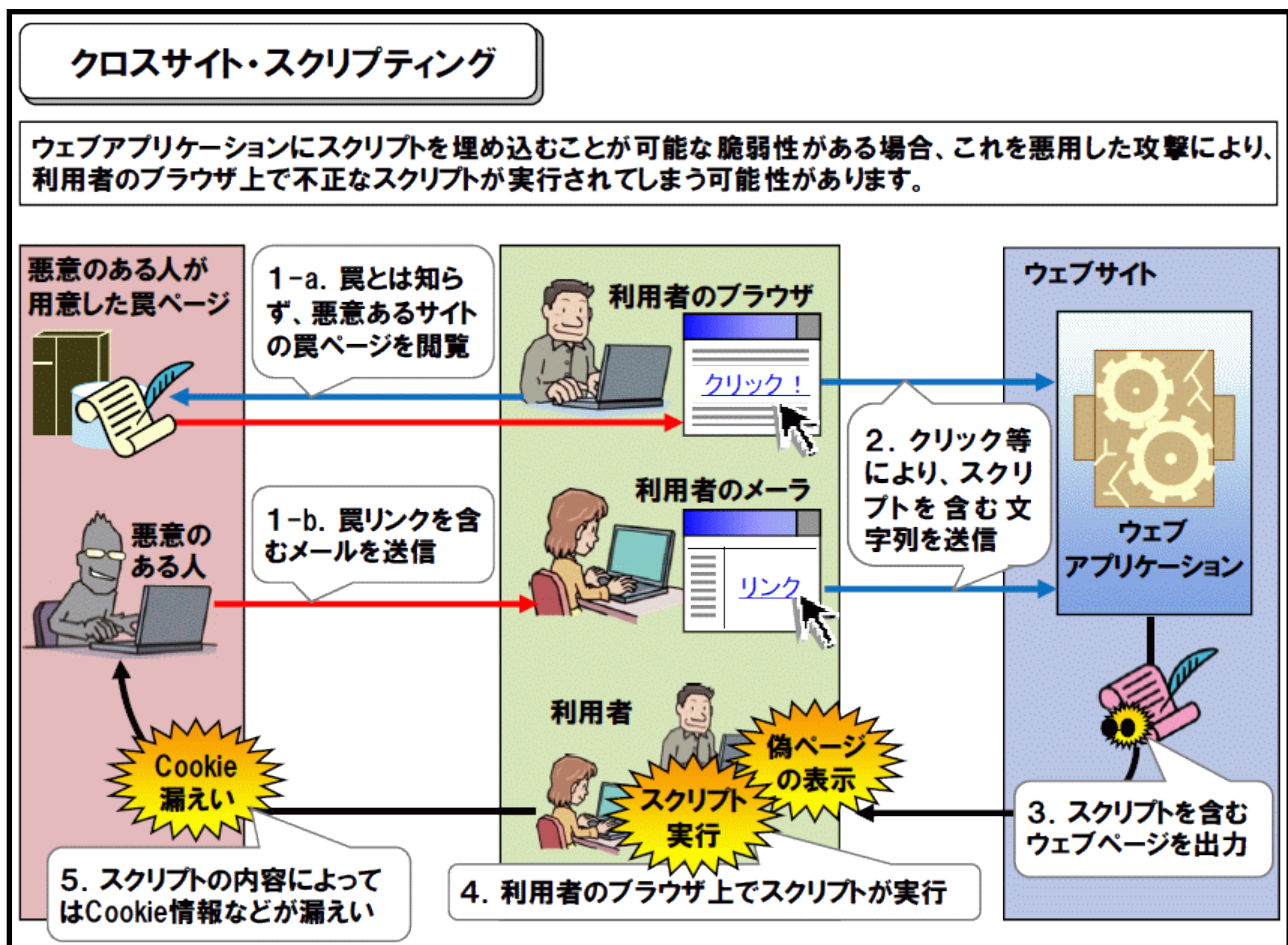 クロスサイト・スクリプティング
ウェブアプリケーションにスクリプトを埋め込むことが可能な脆弱性がある場合、これを悪用した攻撃により、
利用者のブラウザ上で不正なスクリプトが実行されてしまう可能性があります。
悪意のある人が
用意した罠ページ
1-a. 罠とは知ら
ず、悪意あるサイト
の罠ページを閲覧
利用者のブラウザ
クリック！
ウェブサイト
2. クリック等
により、スクリ
プトを含む文
字列を送信
ウェブ
アプリケーション
悪意の
ある人
1-b. 罠リンクを含
むメールを送信
利用者のメーラ
リンク
利用者
偽ページ
の表示
スクリプト
実行
Cookie
漏えい
3. スクリプトを含む
ウェブページを出力
4. 利用者のブラウザ上でスクリプトが実行
5. スクリプトの内容によって
はCookie情報などが漏えい